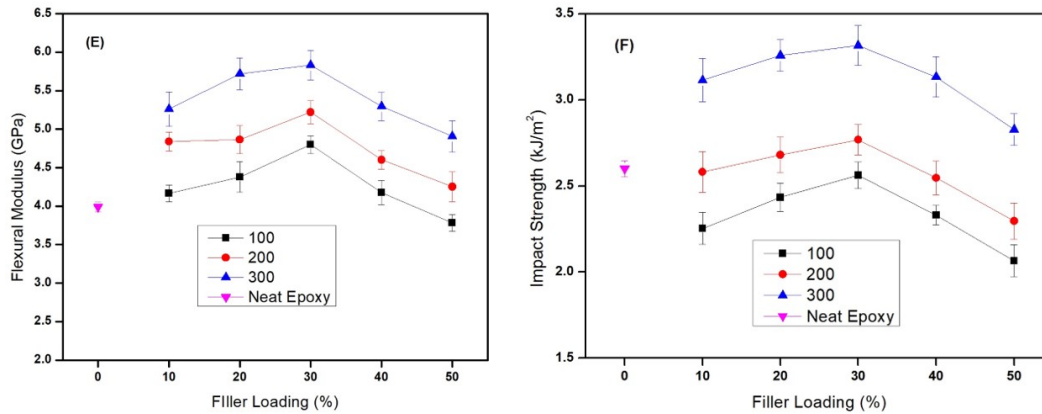 (E)
Flexural Modulus (GPa)
6.5
6.0
5.5
5.0
4.5
4.0
3.5
3.0
2.5
2.0
100
200
300
Neat Epoxy
0 10 20 30 40 50
FIller Loading (%)
(F)
Impact Strength (kJ/m²)
3.5
3.0
2.5
2.0
1.5
100
200
300
Neat Epoxy
0 10 20 30 40 50
Filler Loading (%)